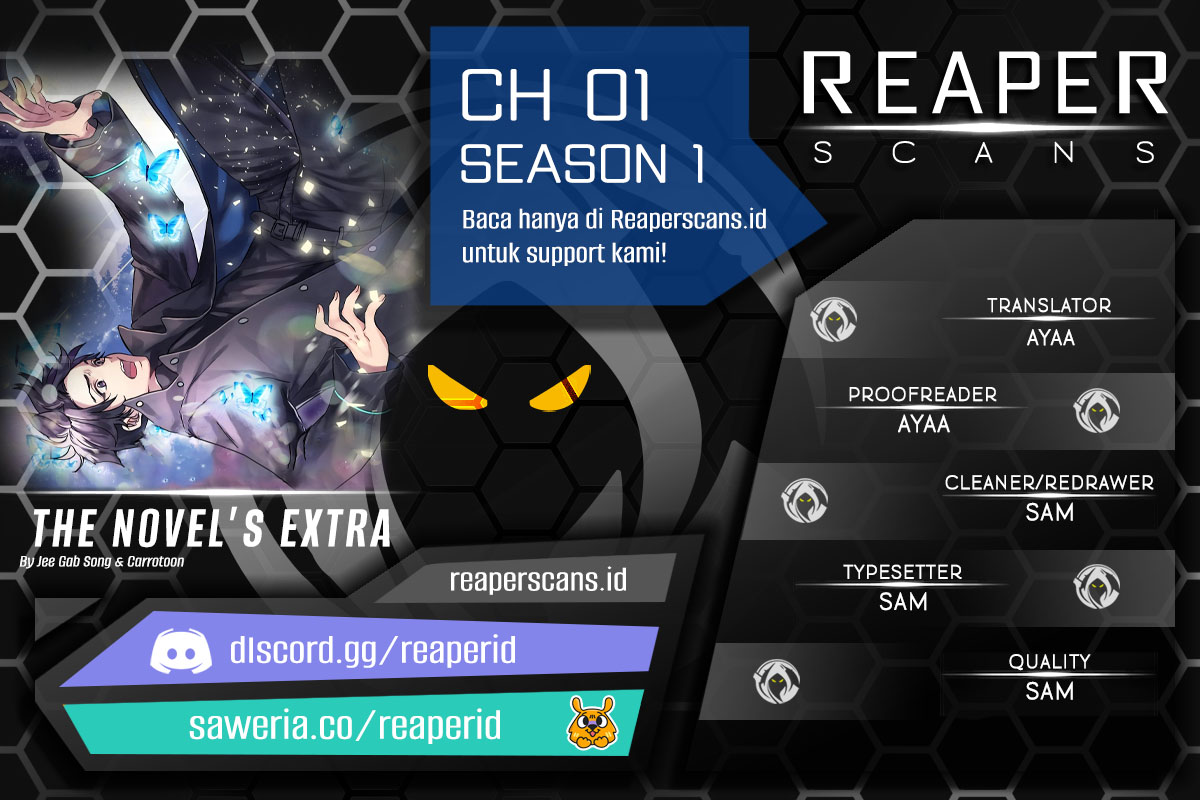 CH 01
SEASON 1
Baca hanya di Reaperscans.id
untuk support kami!
REAPER
SCANS
TRANSLATOR
AYAA
PROOFREADER
AYAA
CLEANER/REDRAWER
SAM
TYPESETTER
SAM
QUALITY
SAM
THE NOVEL'S EXTRA
By Jee Gab Song & Carrotoon
reaperscans.id
dIscord.gg/reaperid
saweria.co/reaperid